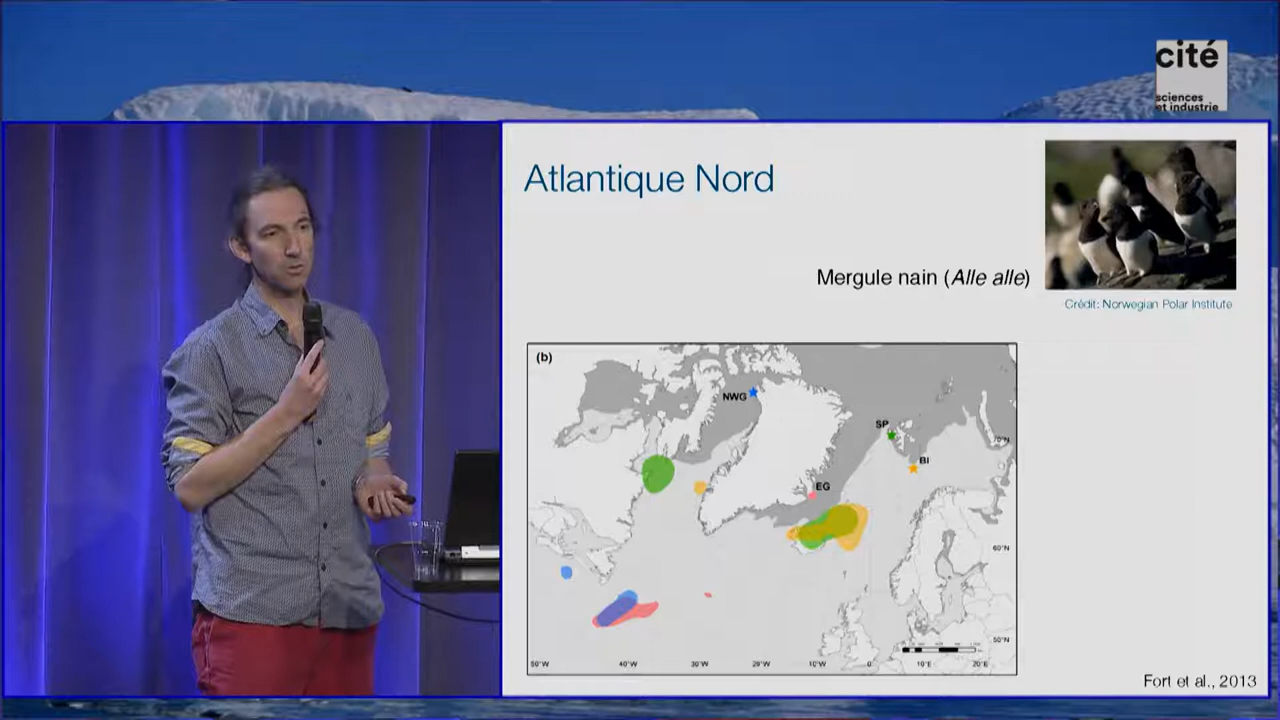 cité
sciences
et industrie
Atlantique Nord
Mergule nain (Alle alle)
Crédit: Norwegian Polar Institute
(b)
NWG
SP
70°N
BI
EG
60°N
50°N
50°W
40°W
30°W
20°W
10°W
0
10°E
20°E
Fort et al., 2013